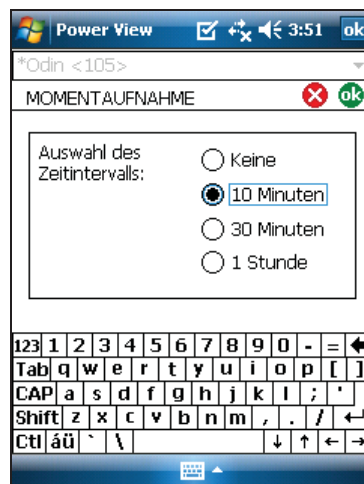 Power View 3:51 ok
*Odin <105>
MOMENTAUFNAHME ok
Auswahl des
Zeitintervalls:
Keine
10 Minuten
30 Minuten
1 Stunde
123 1 2 3 4 5 6 7 8 9 0 - =
Tab q w e r t y u i o p [ ]
CAP a s d f g h j k l ; '
Shift z x c v b n m , . /
Ctl áü ` \